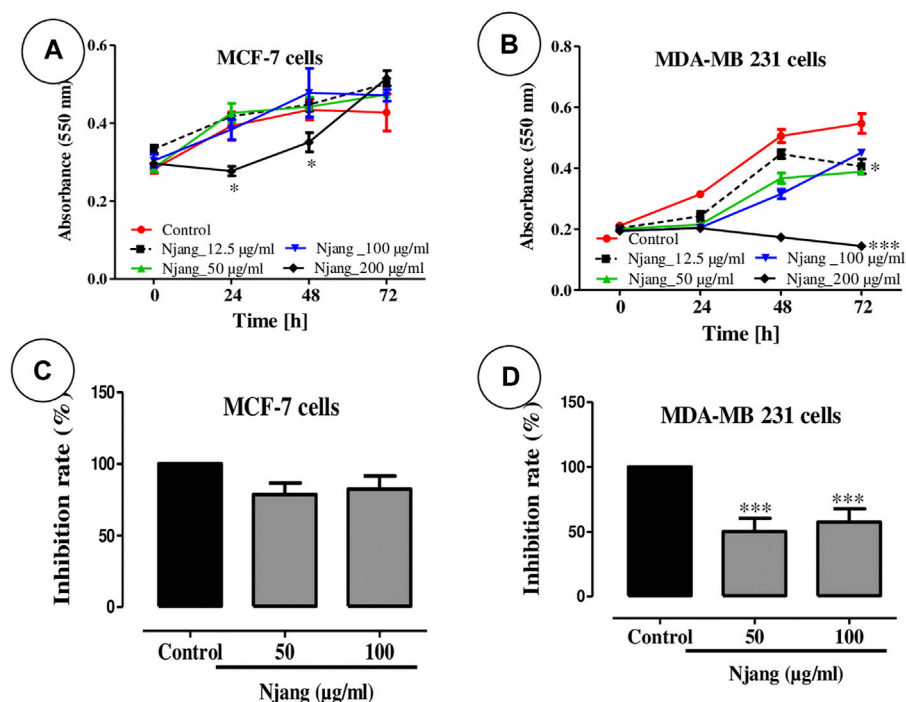 A
MCF-7 cells
Absorbance (550 nm)
0.6
0.4
0.2
0.0
Control
Njang_12.5 µg/ml
Njang_50 µg/ml
Njang _100 µg/ml
Njang_200 µg/ml
*
*
0
24
48
72
Time [h]
B
MDA-MB 231 cells
Absorbance (550 nm)
0.8
0.6
0.4
0.2
0.0
*
***
Control
Njang_12.5 µg/ml
Njang_50 µg/ml
Njang _100 µg/ml
Njang_200 µg/ml
0
24
48
72
Time [h]
C
MCF-7 cells
Inhibition rate (%)
150
100
50
0
Control
50
100
Njang (µg/ml)
D
MDA-MB 231 cells
Inhibition rate (%)
150
100
50
0
***
***
Control
50
100
Njang (µg/ml)